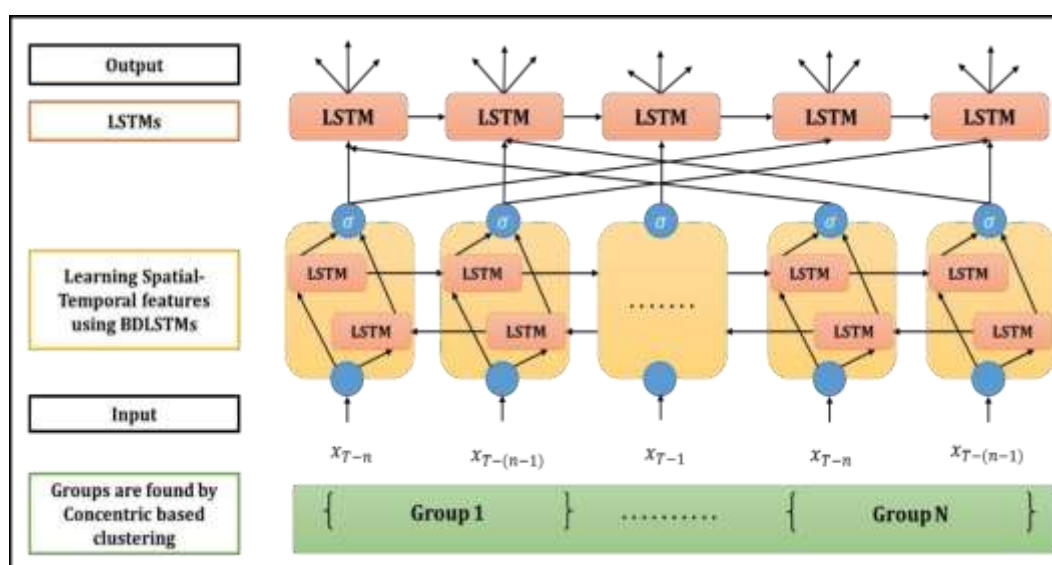 Output
LSTMs
LSTM LSTM LSTM LSTM LSTM
σ σ σ σ σ
Learning Spatial-
Temporal features
using BDLSTMs
LSTM LSTM ....... LSTM LSTM
LSTM LSTM LSTM LSTM
Input
x_{T−n} x_{T−(n−1)} x_{T−1} x_{T−n} x_{T−(n−1)}
Groups are found by
Concentric based
clustering
{ Group 1 } .......... { Group N }